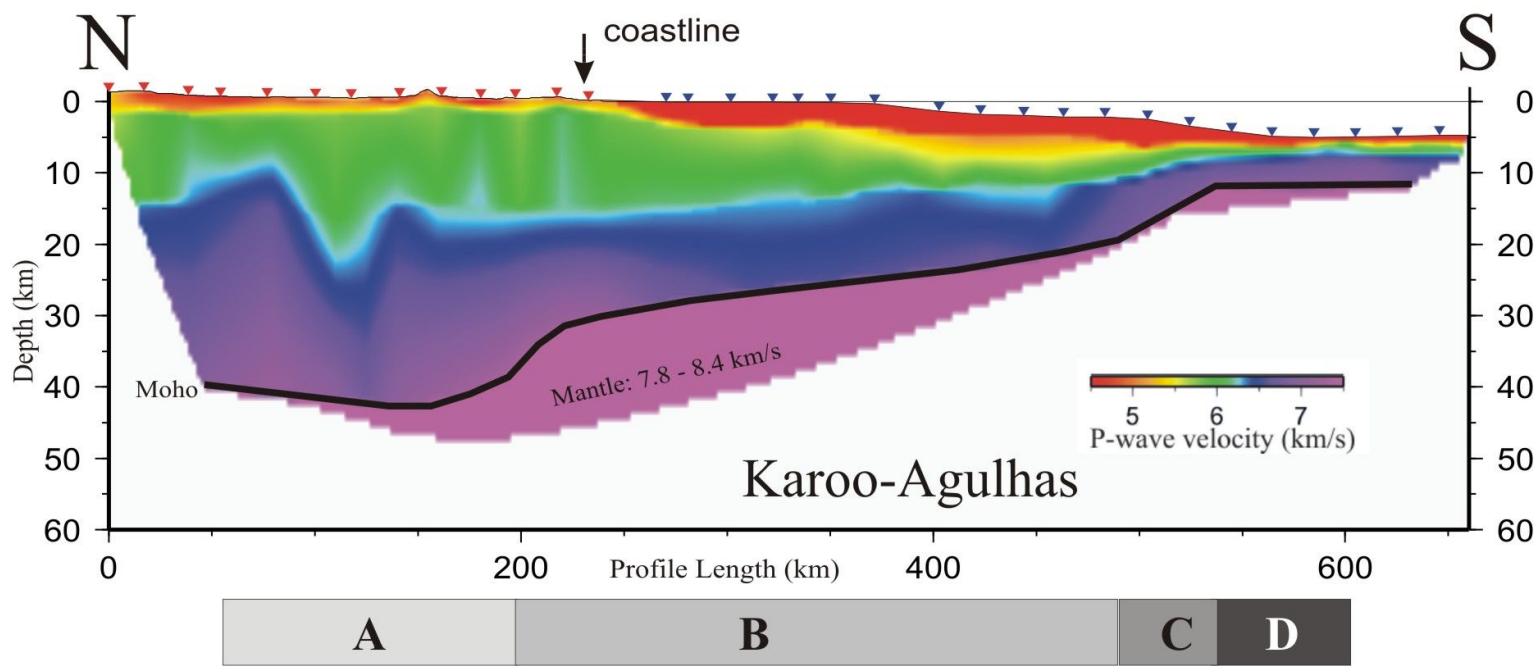 N
S
coastline
0
10
20
30
40
50
60
Depth (km)
0
10
20
30
40
50
60
Moho
Mantle: 7.8 - 8.4 km/s
5 6 7
P-wave velocity (km/s)
Karoo-Agulhas
0 200 400 600
Profile Length (km)
A B C D